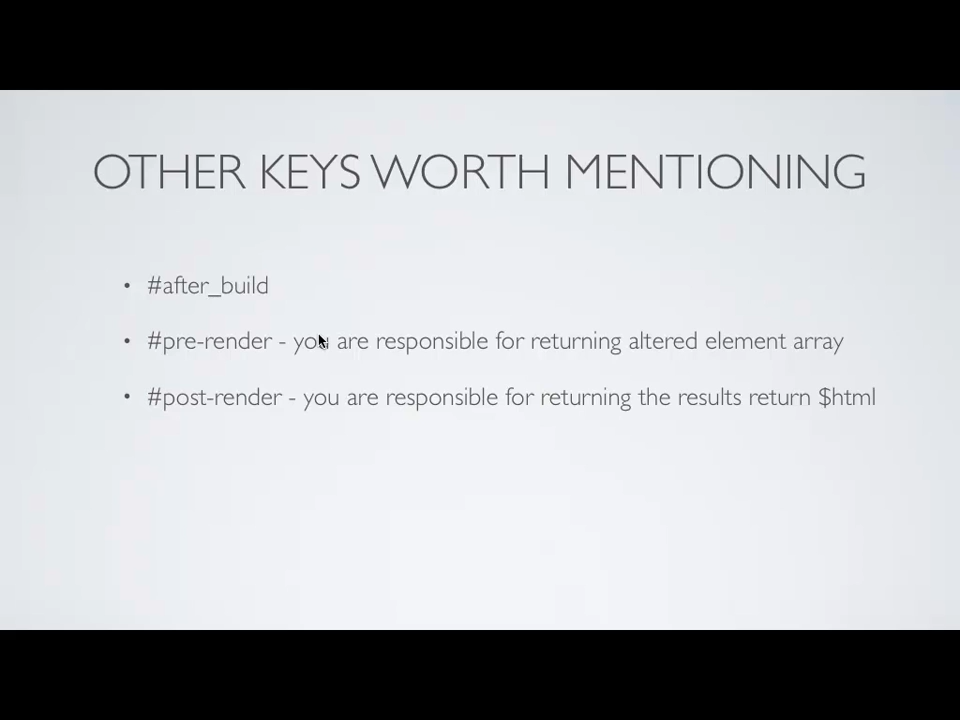 OTHER KEYS WORTH MENTIONING
• #after_build
• #pre-render - you are responsible for returning altered element array
• #post-render - you are responsible for returning the results return $html